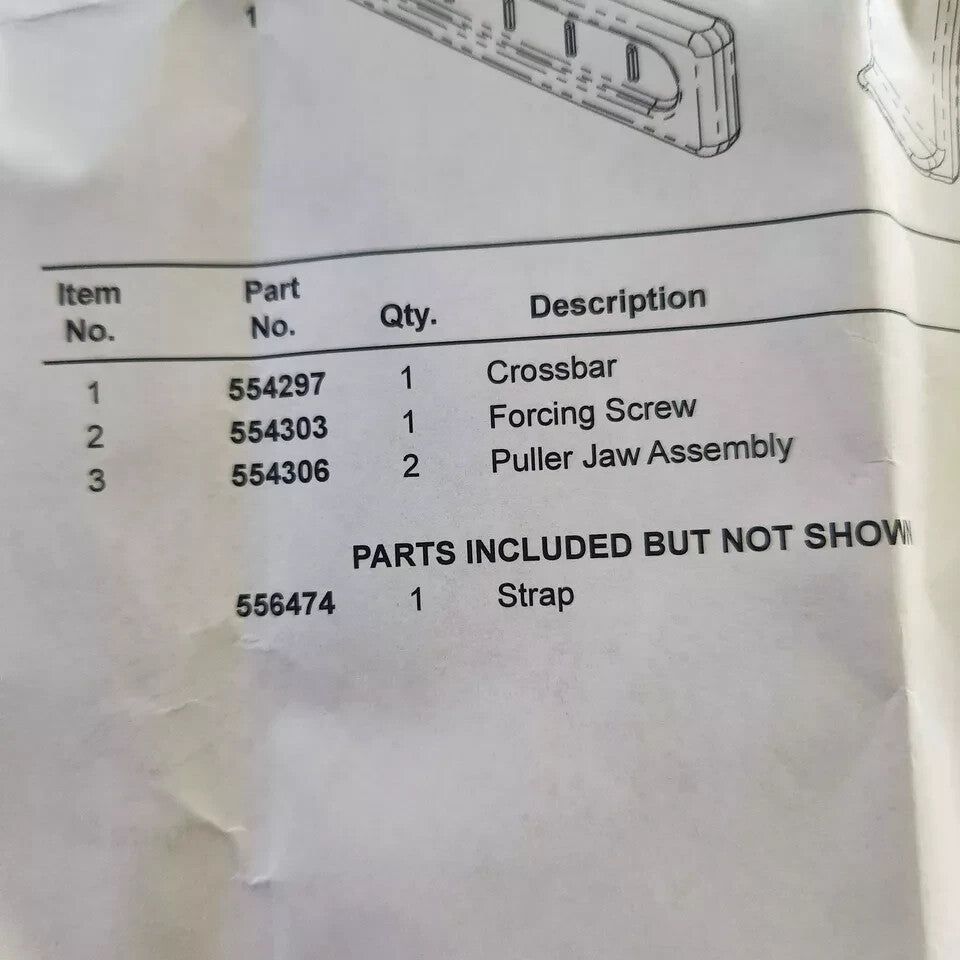 1
Item No. Part No. Qty. Description
1 554297 1 Crossbar
2 554303 1 Forcing Screw
3 554306 2 Puller Jaw Assembly
PARTS INCLUDED BUT NOT SHOWN
556474 1 Strap